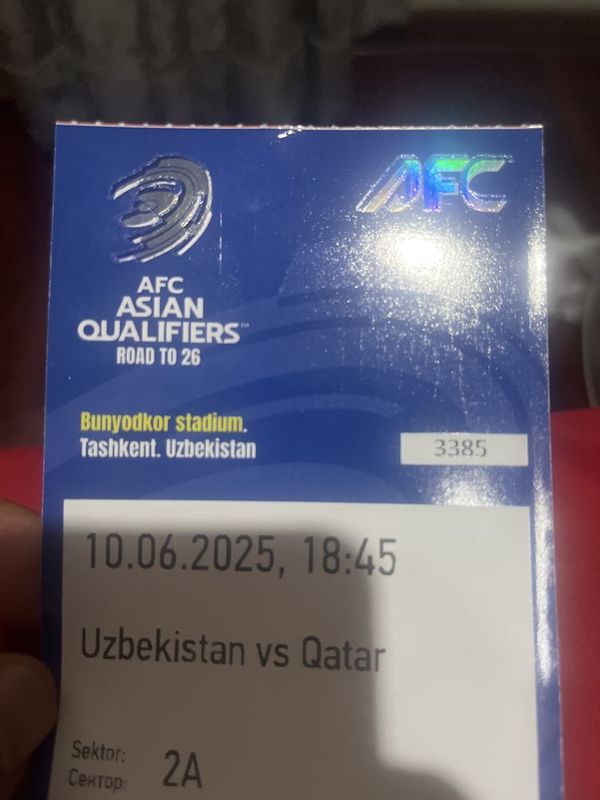 AFC
AFC
ASIAN
QUALIFIERS™
ROAD TO 26
Bunyodkor stadium.
Tashkent. Uzbekistan
3385
10.06.2025, 18:45
Uzbekistan vs Qatar
Sektor:
Сектор: 2A